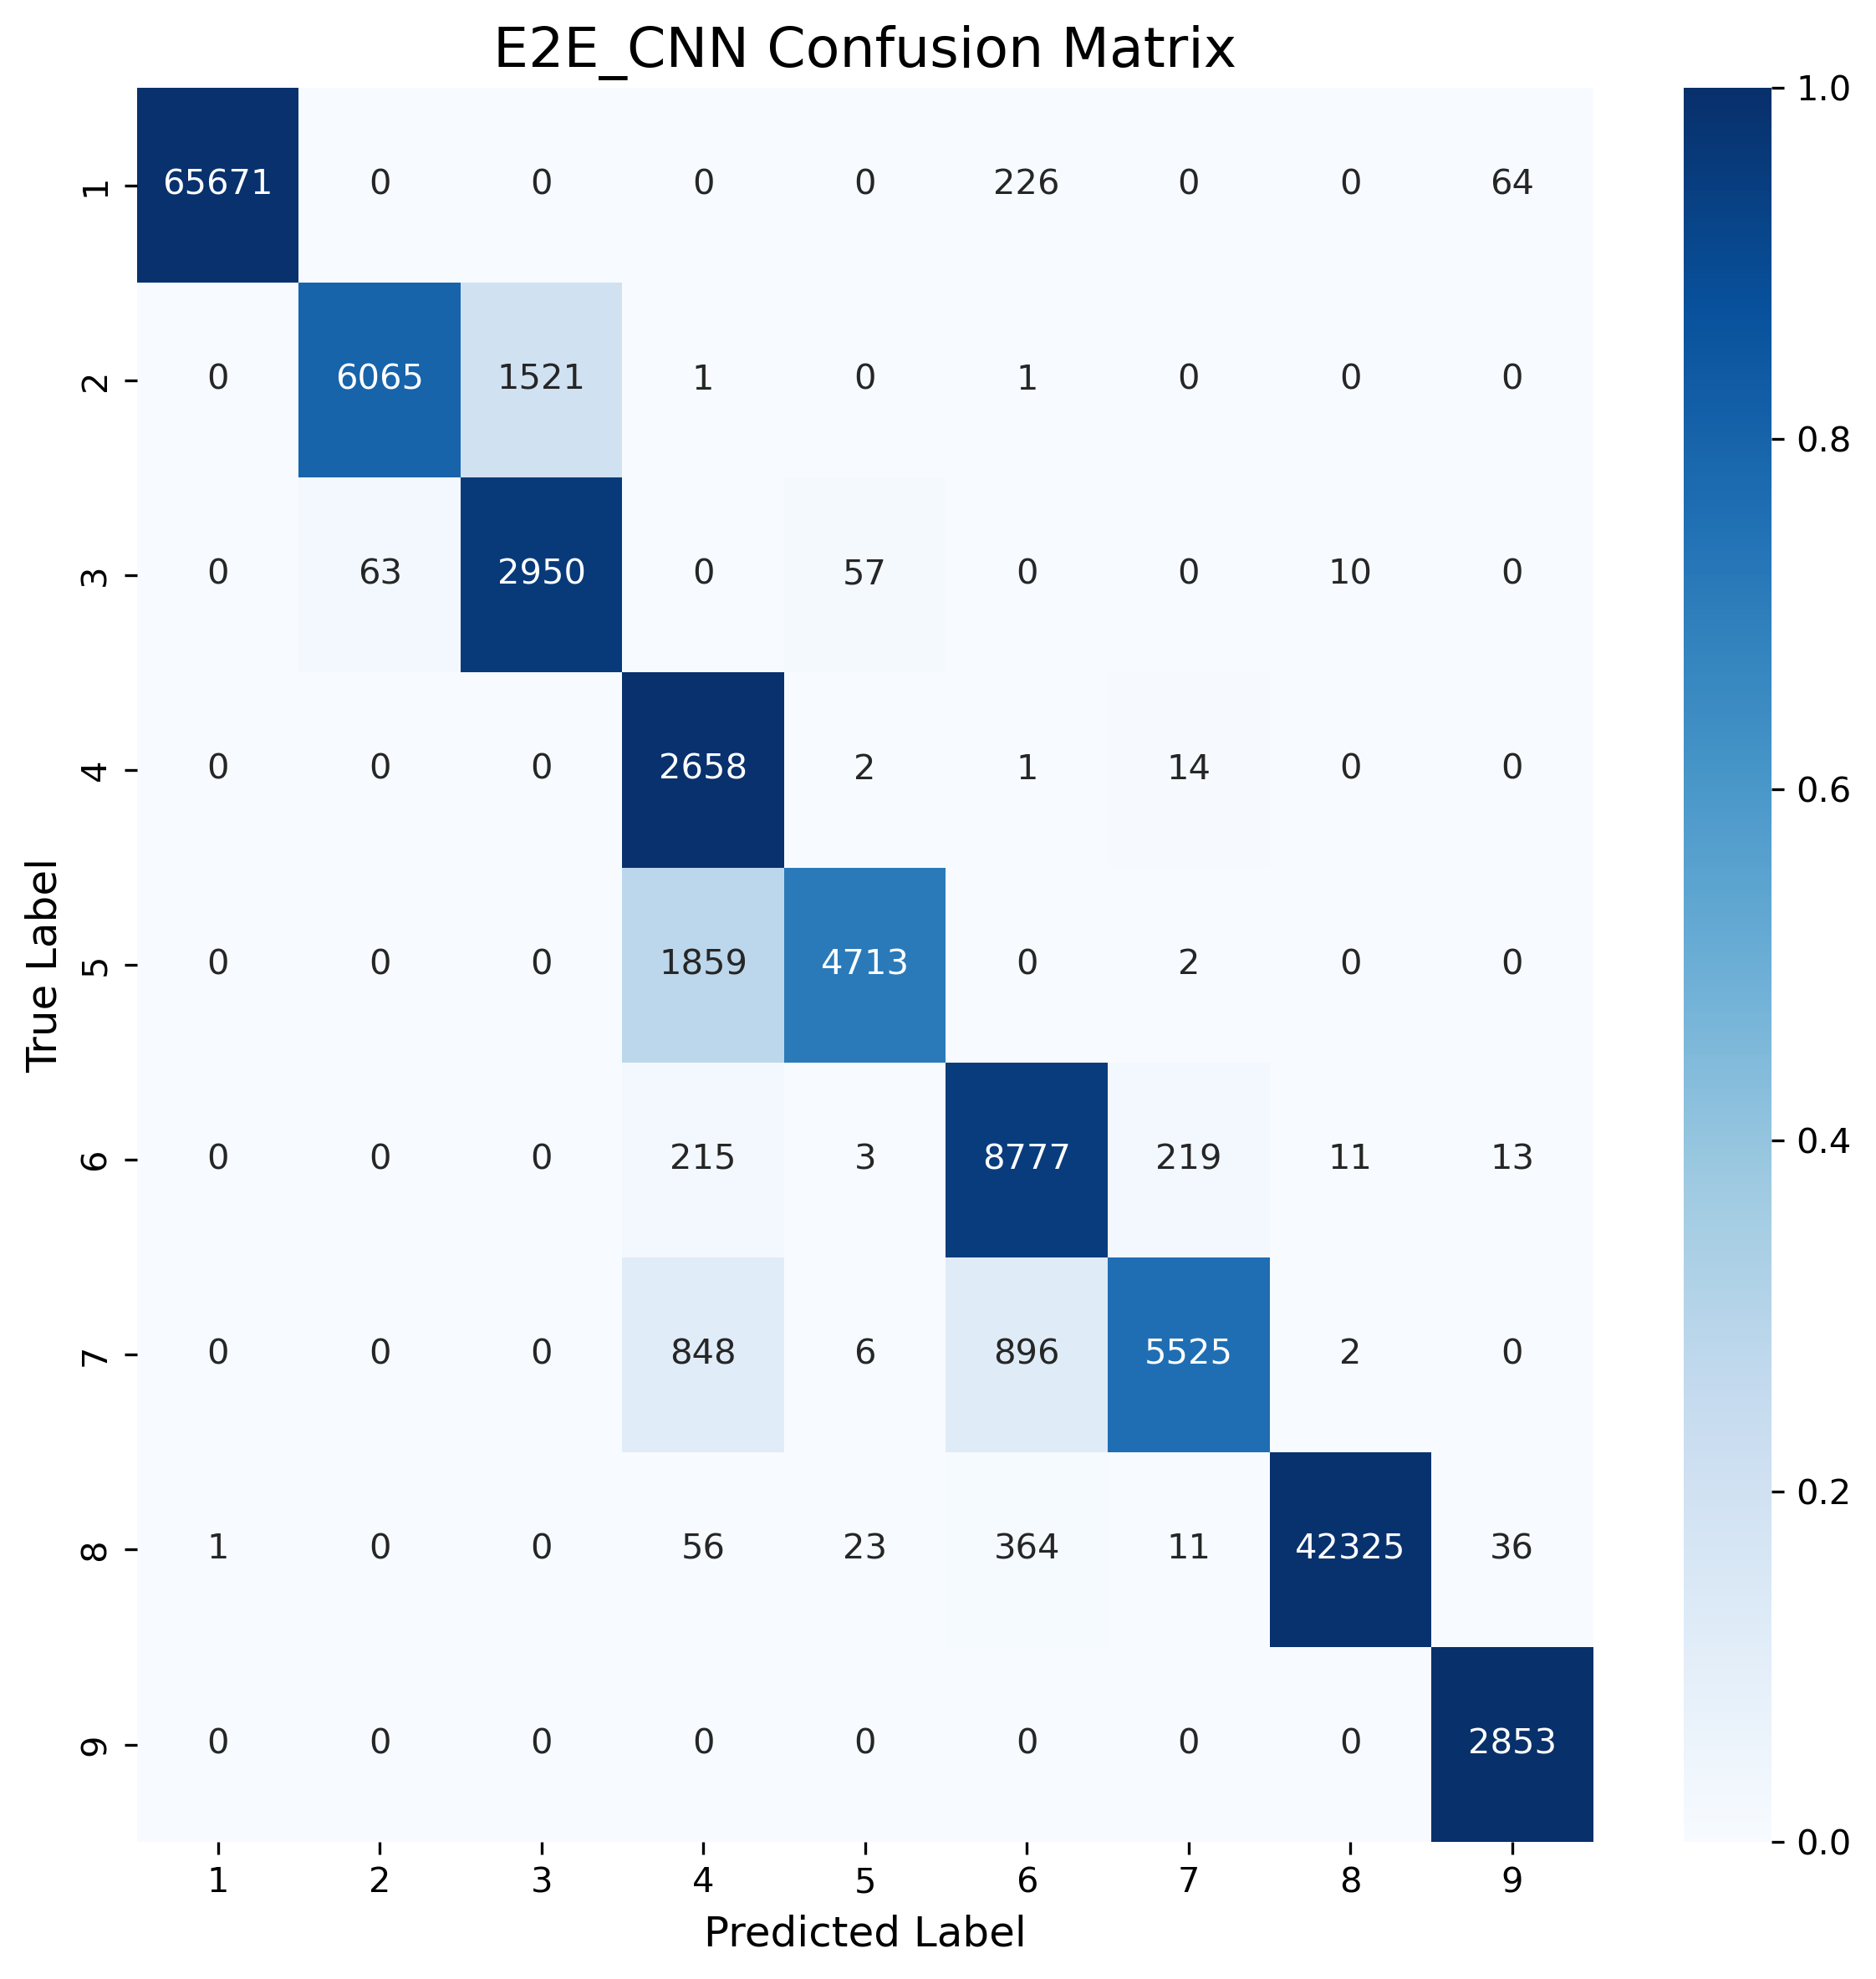 E2E_CNN Confusion Matrix
1 65671 0 0 0 0 226 0 0 64
2 0 6065 1521 1 0 1 0 0 0
3 0 63 2950 0 57 0 0 10 0
4 0 0 0 2658 2 1 14 0 0
5 0 0 0 1859 4713 0 2 0 0
6 0 0 0 215 3 8777 219 11 13
7 0 0 0 848 6 896 5525 2 0
8 1 0 0 56 23 364 11 42325 36
9 0 0 0 0 0 0 0 0 2853
1 2 3 4 5 6 7 8 9
True Label
Predicted Label
1.0
0.8
0.6
0.4
0.2
0.0